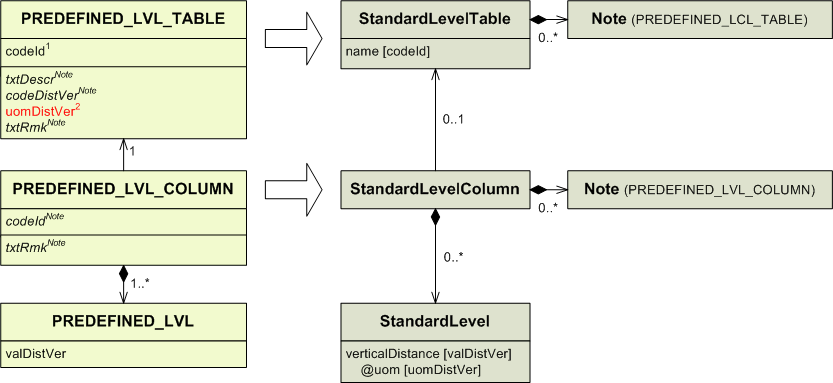 PREDEFINED_LVL_TABLE
codeId1
txtDescrNote
codeDistVerNote
uomDistVer2
txtRmkNote
1
PREDEFINED_LVL_COLUMN
codeIdNote
txtRmkNote
1..*
PREDEFINED_LVL
valDistVer
StandardLevelTable
name [codeId]
0..*
Note (PREDEFINED_LCL_TABLE)
0..1
StandardLevelColumn
0..*
Note (PREDEFINED_LVL_COLUMN)
0..*
StandardLevel
verticalDistance [valDistVer]
@uom [uomDistVer]